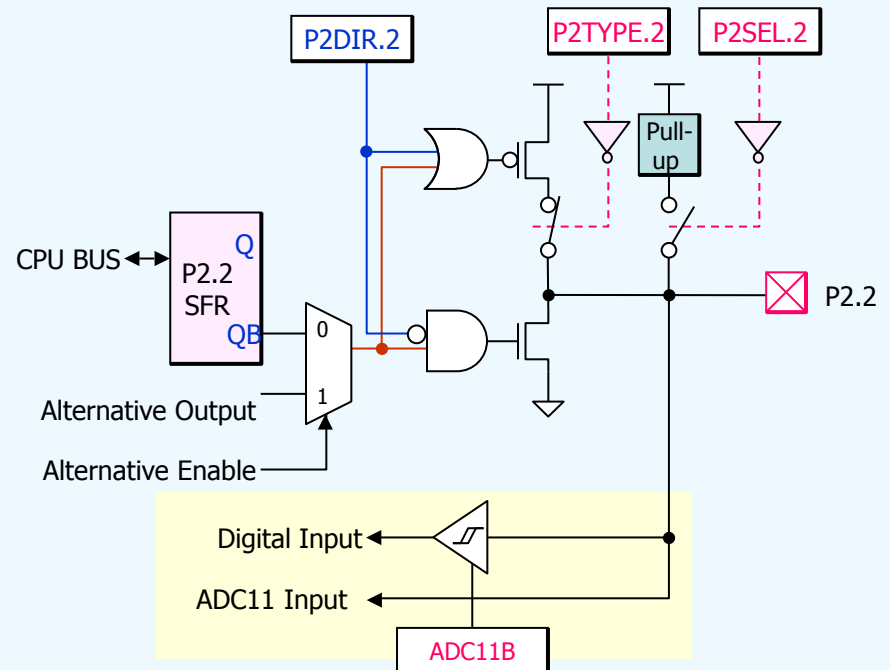 P2DIR.2
P2TYPE.2
P2SEL.2
Pull-
up
CPU BUS
Q
P2.2
SFR
QB
0
1
P2.2
Alternative Output
Alternative Enable
Digital Input
ADC11 Input
ADC11B